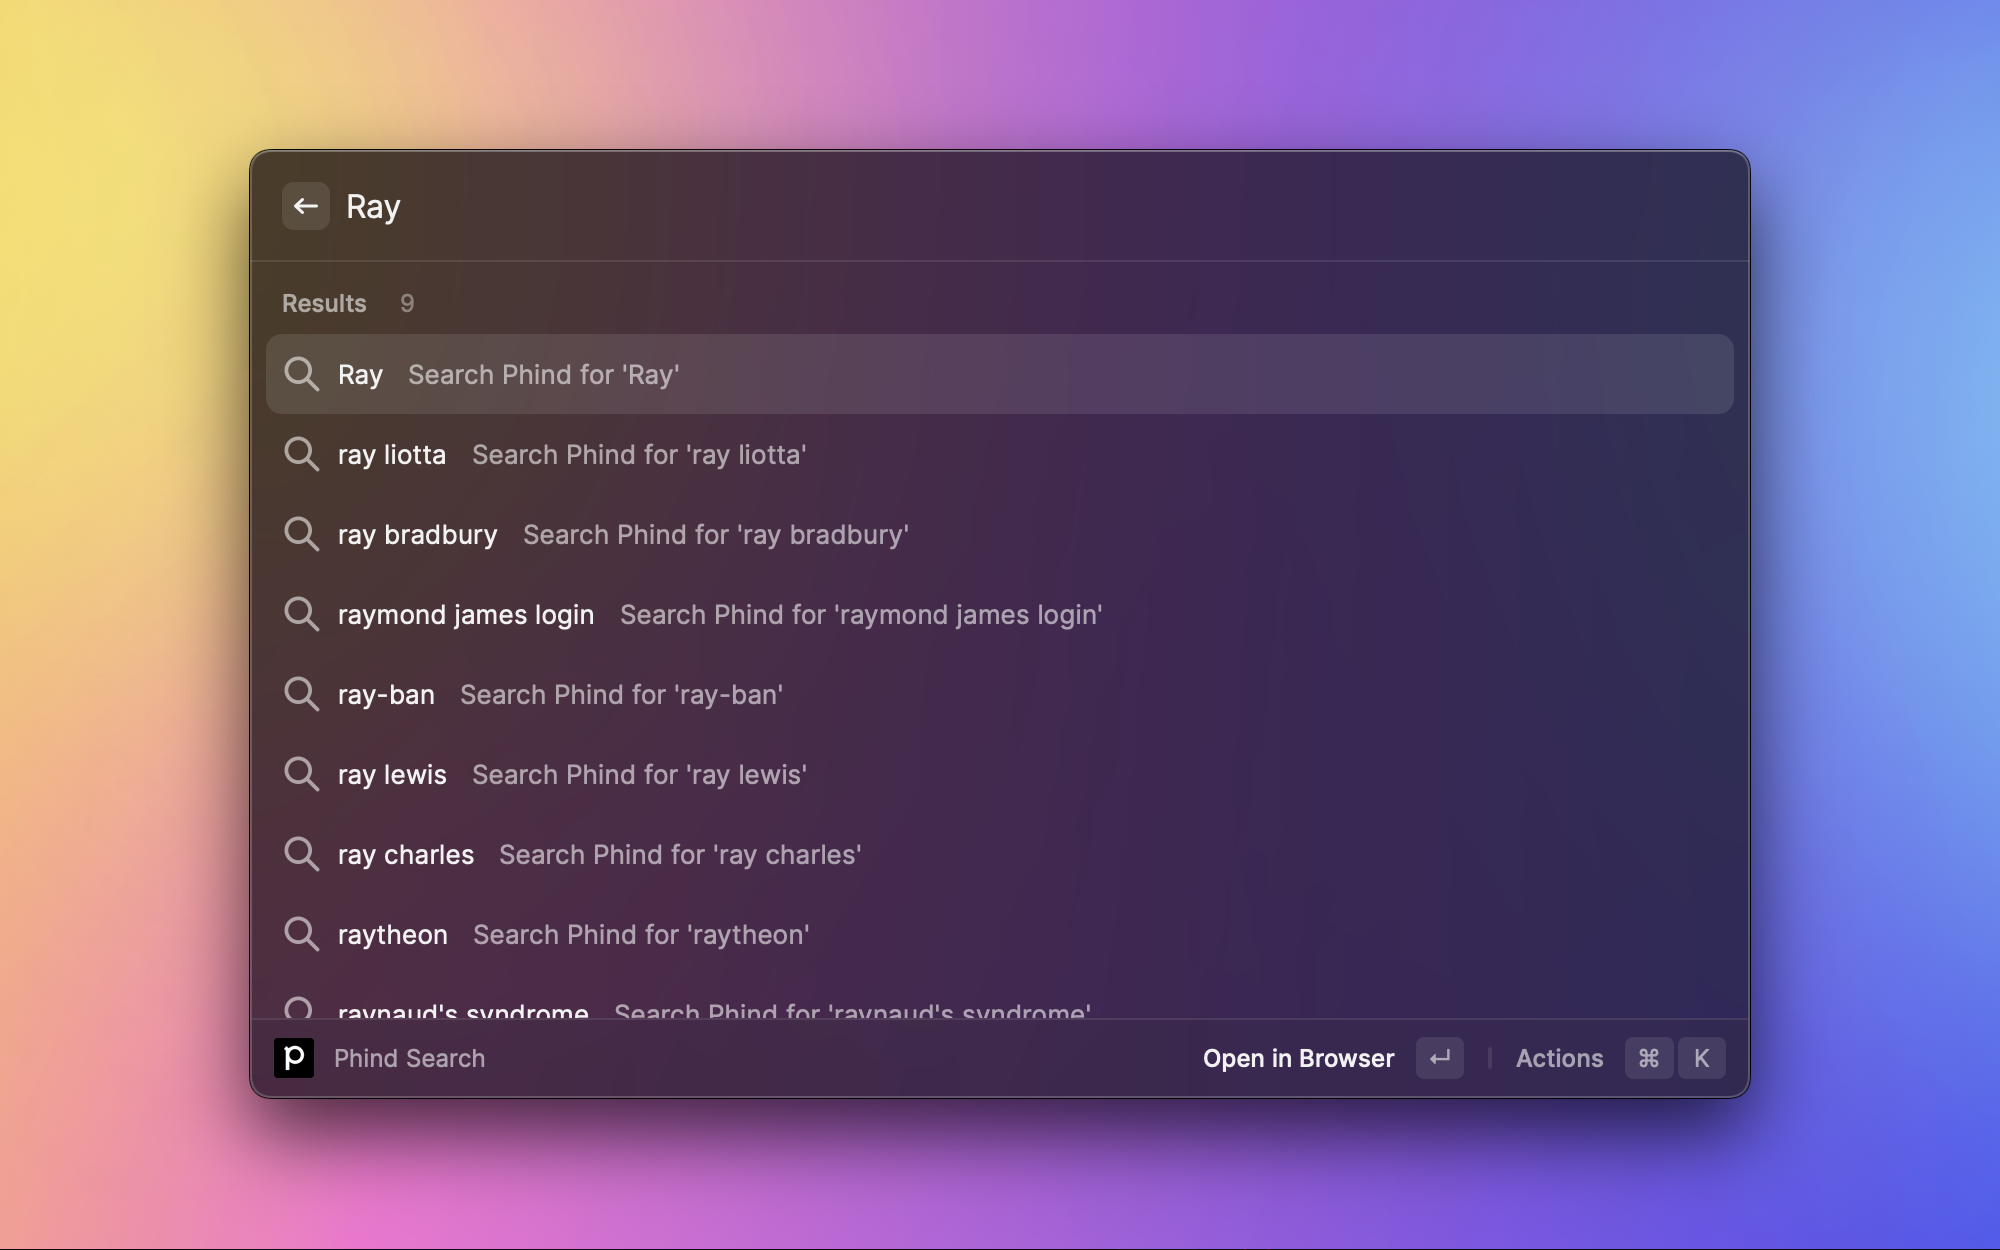 Ray
Results 9
Ray Search Phind for 'Ray'
ray liotta Search Phind for 'ray liotta'
ray bradbury Search Phind for 'ray bradbury'
raymond james login Search Phind for 'raymond james login'
ray-ban Search Phind for 'ray-ban'
ray lewis Search Phind for 'ray lewis'
ray charles Search Phind for 'ray charles'
raytheon Search Phind for 'raytheon'
raynaud's syndrome Search Phind for 'raynaud's syndrome'
p Phind Search Open in Browser ↵ Actions ⌘ K